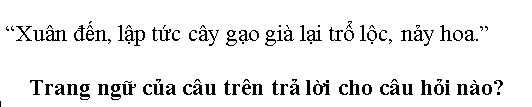 “Xuân đến, lập tức cây gạo già lại trổ lộc, nảy hoa.”
Trang ngữ của câu trên trả lời cho câu hỏi nào?